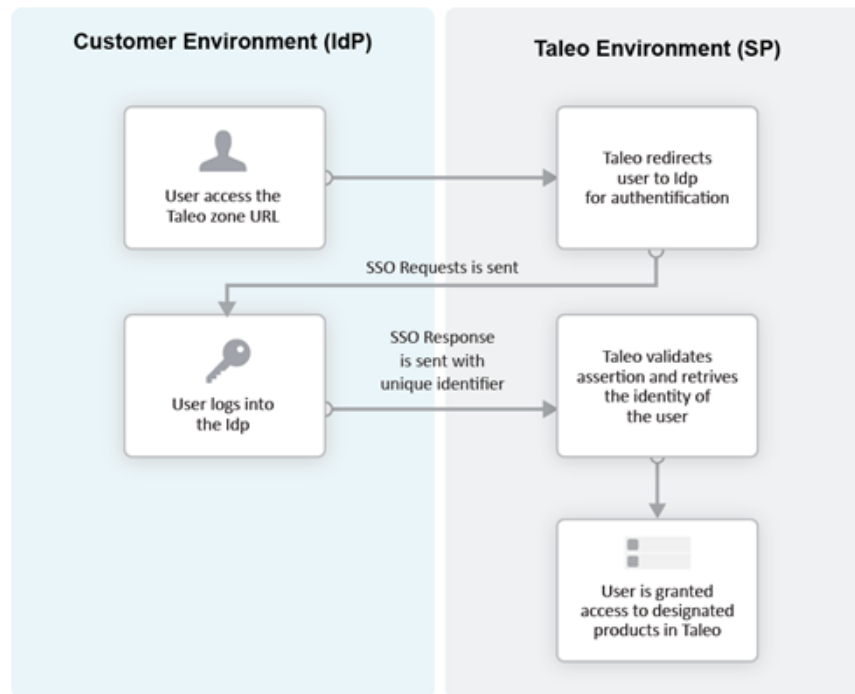 Customer Environment (IdP)
Taleo Environment (SP)
User access the
Taleo zone URL
Taleo redirects
user to Idp
for authentification
SSO Requests is sent
User logs into
the Idp
SSO Response
is sent with
unique identifier
Taleo validates
assertion and retrives
the identity of
the user
User is granted
access to designated
products in Taleo